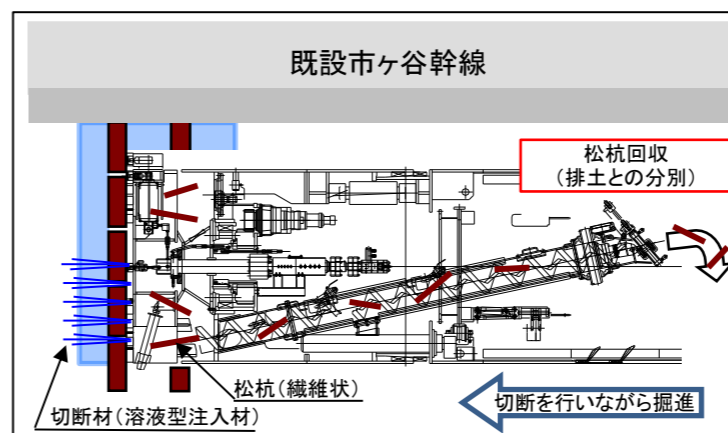 既設市ヶ谷幹線
松杭回収
(排土との分別)
松杭(繊維状)
切断材(溶液型注入材)
切断を行いながら掘進